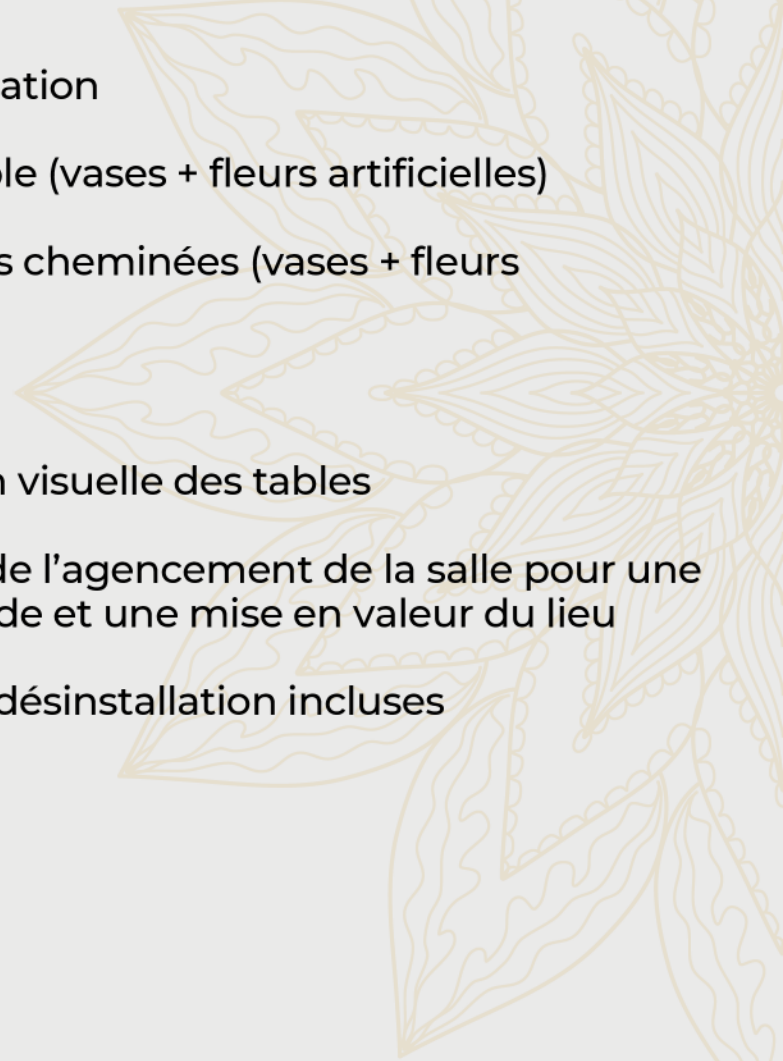 ation
le (vases + fleurs artificielles)
s cheminées (vases + fleurs
visuelle des tables
de l’agencement de la salle pour une
de et une mise en valeur du lieu
désinstallation incluses